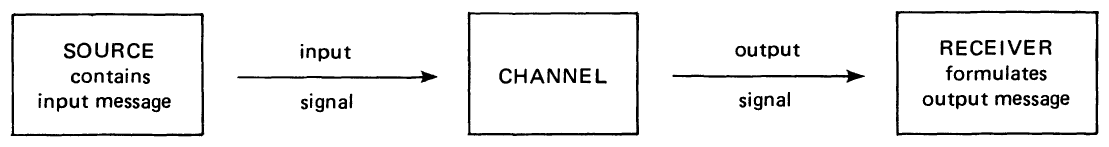 SOURCE
contains
input message
input
signal
CHANNEL
output
signal
RECEIVER
formulates
output message